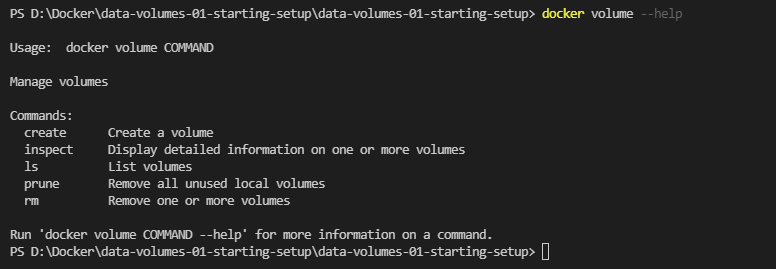 PS D:\Docker\data-volumes-01-starting-setup\data-volumes-01-starting-setup> docker volume --help
Usage:  docker volume COMMAND
Manage volumes
Commands:
  create      Create a volume
  inspect     Display detailed information on one or more volumes
  ls          List volumes
  prune       Remove all unused local volumes
  rm          Remove one or more volumes
Run 'docker volume COMMAND --help' for more information on a command.
PS D:\Docker\data-volumes-01-starting-setup\data-volumes-01-starting-setup>